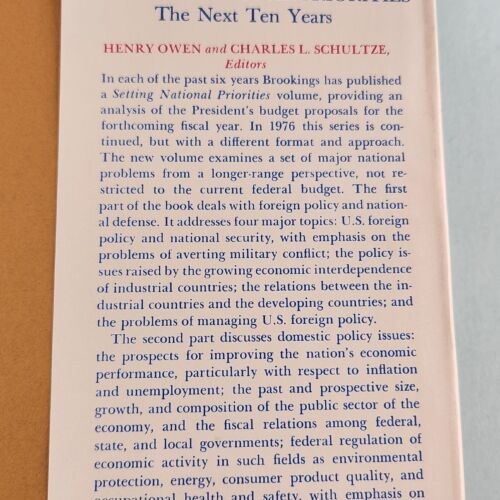 PRIORITIES
The Next Ten Years
HENRY OWEN and CHARLES L. SCHULTZE,
Editors
In each of the past six years Brookings has published
a Setting National Priorities volume, providing an
analysis of the President's budget proposals for the
forthcoming fiscal year. In 1976 this series is con-
tinued, but with a different format and approach.
The new volume examines a set of major national
problems from a longer-range perspective, not re-
stricted to the current federal budget. The first
part of the book deals with foreign policy and nation-
al defense. It addresses four major topics: U.S. foreign
policy and national security, with emphasis on the
problems of averting military conflict; the policy is-
sues raised by the growing economic interdependence
of industrial countries; the relations between the in-
dustrial countries and the developing countries; and
the problems of managing U.S. foreign policy.
The second part discusses domestic policy issues:
the prospects for improving the nation's economic
performance, particularly with respect to inflation
and unemployment; the past and prospective size,
growth, and composition of the public sector of the
economy, and the fiscal relations among federal,
state, and local governments; federal regulation of
economic activity in such fields as environmental
protection, energy, consumer product quality, and
occupational health and safety, with emphasis on